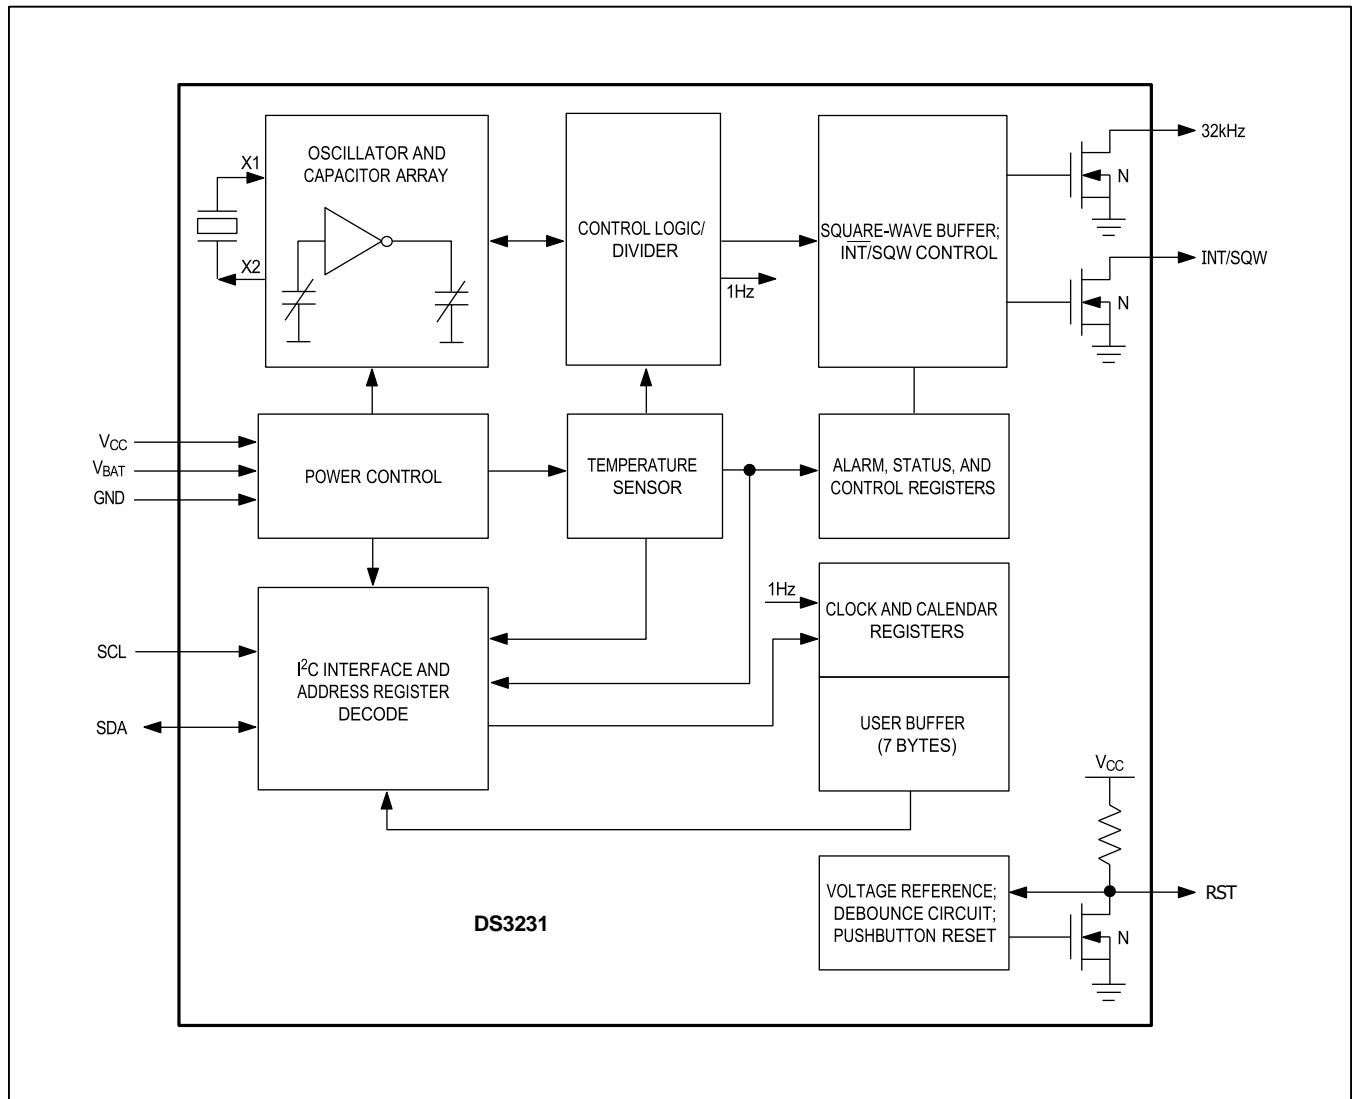 OSCILLATOR AND
CAPACITOR ARRAY
X1
X2
CONTROL LOGIC/
DIVIDER
1Hz
SQUARE-WAVE BUFFER;
INT/SQW CONTROL
N
32kHz
N
INT/SQW
VCC
VBAT
GND
POWER CONTROL
TEMPERATURE
SENSOR
ALARM, STATUS, AND
CONTROL REGISTERS
SCL
SDA
I²C INTERFACE AND
ADDRESS REGISTER
DECODE
1Hz
CLOCK AND CALENDAR
REGISTERS
USER BUFFER
(7 BYTES)
VCC
VOLTAGE REFERENCE;
DEBOUNCE CIRCUIT;
PUSHBUTTON RESET
N
RST
DS3231